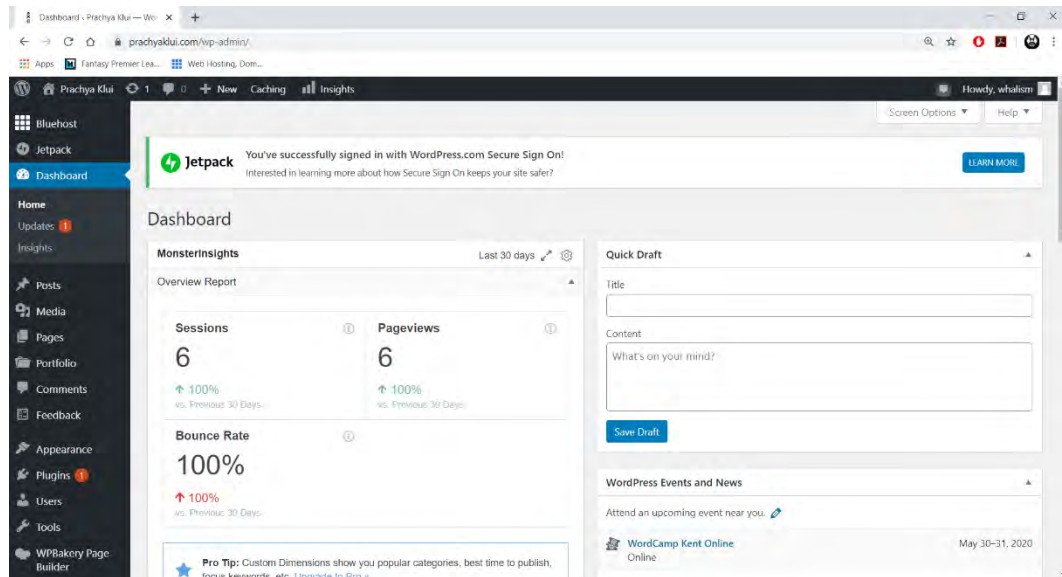 Dashboard ‹ Prachya Klui — Wo
prachyaklui.com/wp-admin/
Apps Fantasy Premier Lea... Web Hosting, Dom...
Prachya Klui 1 0 + New Caching Insights Howdy, whalism
Screen Options ▼ Help ▼
Bluehost
Jetpack
Dashboard
Home
Updates 1
Insights
Posts
Media
Pages
Portfolio
Comments
Feedback
Appearance
Plugins 1
Users
Tools
WPBakery Page
Builder
Jetpack
You've successfully signed in with WordPress.com Secure Sign On!
Interested in learning more about how Secure Sign On keeps your site safer?
LEARN MORE
Dashboard
MonsterInsights Last 30 days
Overview Report
Sessions
6
100%
vs. Previous 30 Days
Pageviews
6
100%
vs. Previous 30 Days
Bounce Rate
100%
100%
vs. Previous 30 Days
Pro Tip: Custom Dimensions show you popular categories, best time to publish,
focus keywords, etc. Upgrade to Pro »
Quick Draft
Title
Content
What's on your mind?
Save Draft
WordPress Events and News
Attend an upcoming event near you.
WordCamp Kent Online May 30–31, 2020
Online